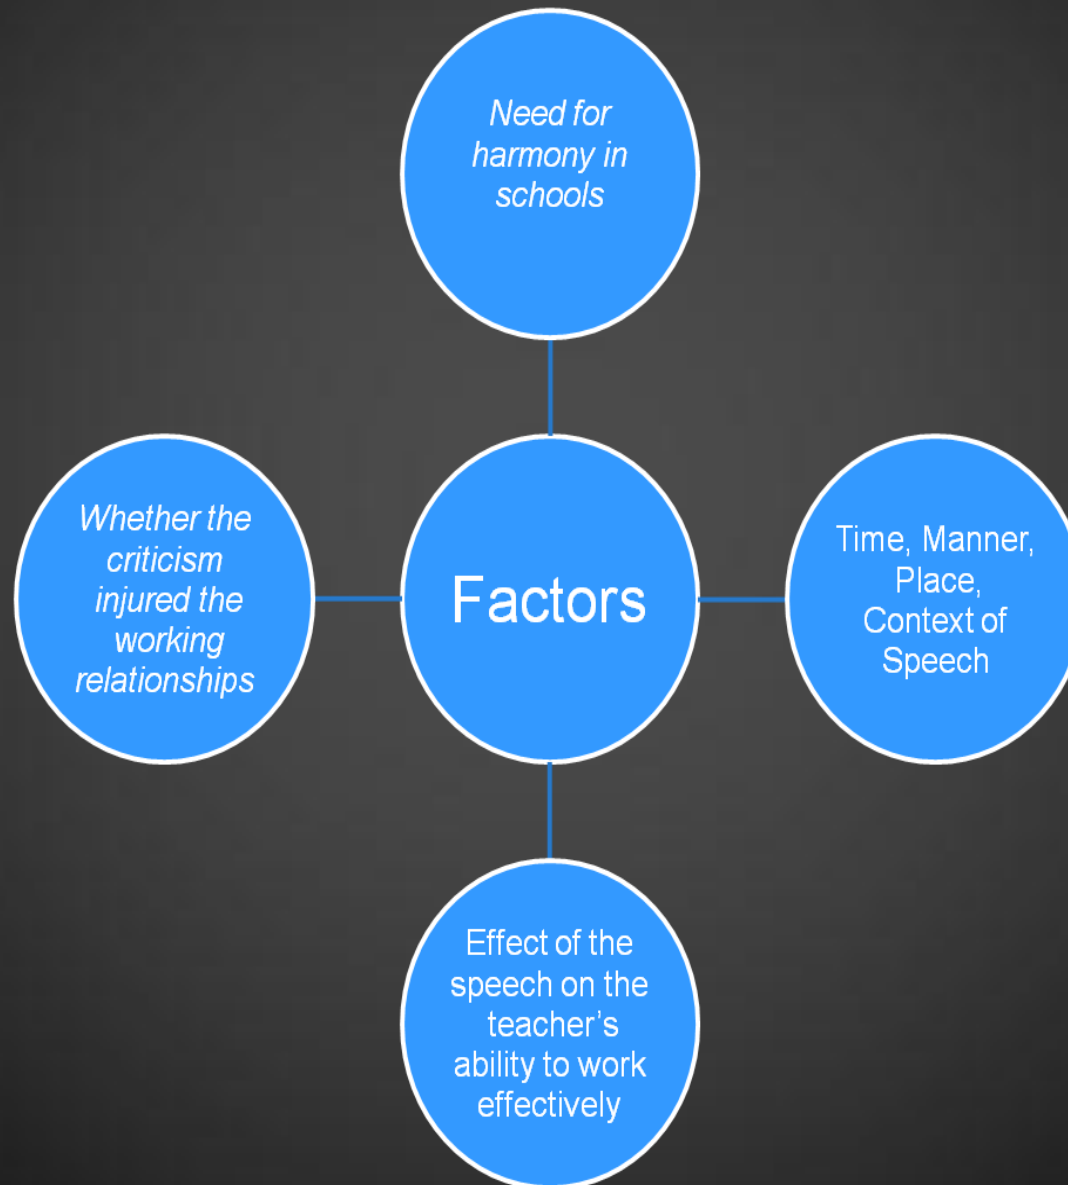 Need for
harmony in
schools
Whether the
criticism
injured the
working
relationships
Factors
Time, Manner,
Place,
Context of
Speech
Effect of the
speech on the
teacher’s
ability to work
effectively